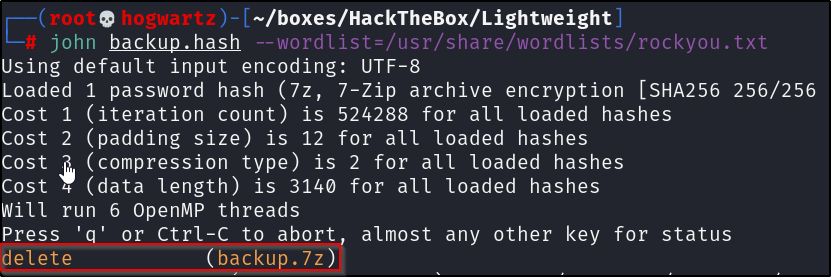 ┌──(root💀hogwartz)-[~/boxes/HackTheBox/Lightweight]
└─# john backup.hash --wordlist=/usr/share/wordlists/rockyou.txt
Using default input encoding: UTF-8
Loaded 1 password hash (7z, 7-Zip archive encryption [SHA256 256/256
Cost 1 (iteration count) is 524288 for all loaded hashes
Cost 2 (padding size) is 12 for all loaded hashes
Cost 3 (compression type) is 2 for all loaded hashes
Cost 4 (data length) is 3140 for all loaded hashes
Will run 6 OpenMP threads
Press 'q' or Ctrl-C to abort, almost any other key for status
delete (backup.7z)